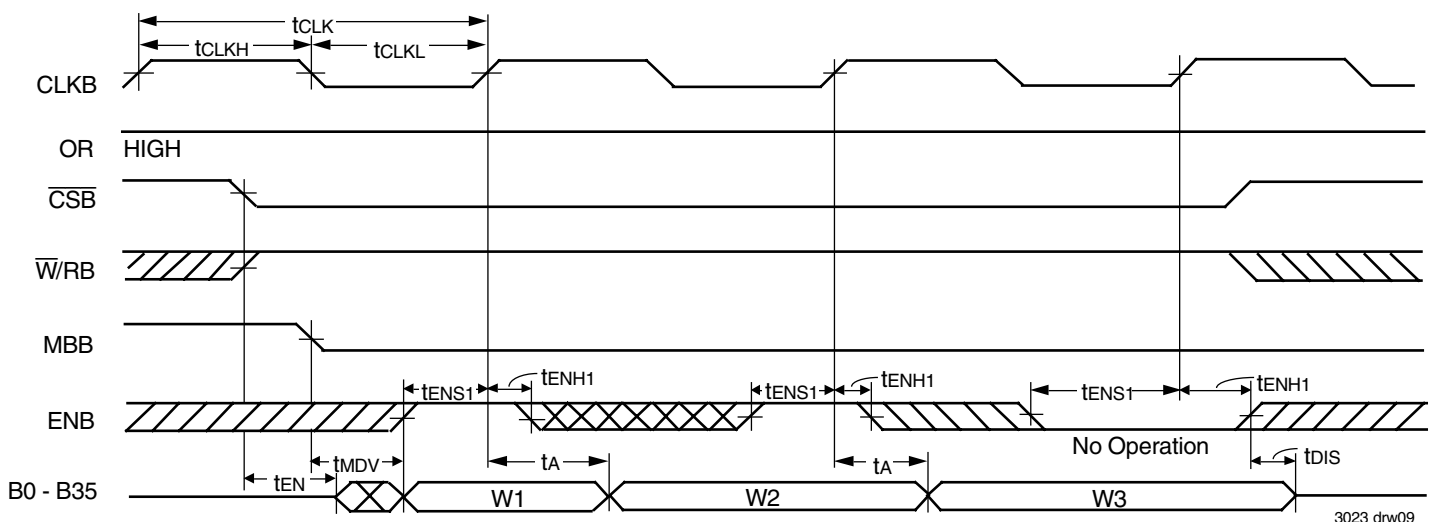 tCLK
tCLKH tCLKL
CLKB
OR HIGH
CSB
W/RB
MBB
tENS1 tENH1 tENS1 tENH1 tENS1 tENH1
ENB
No Operation
tMDV tA tA tDIS
tEN
B0 - B35 W1 W2 W3
3023 drw09